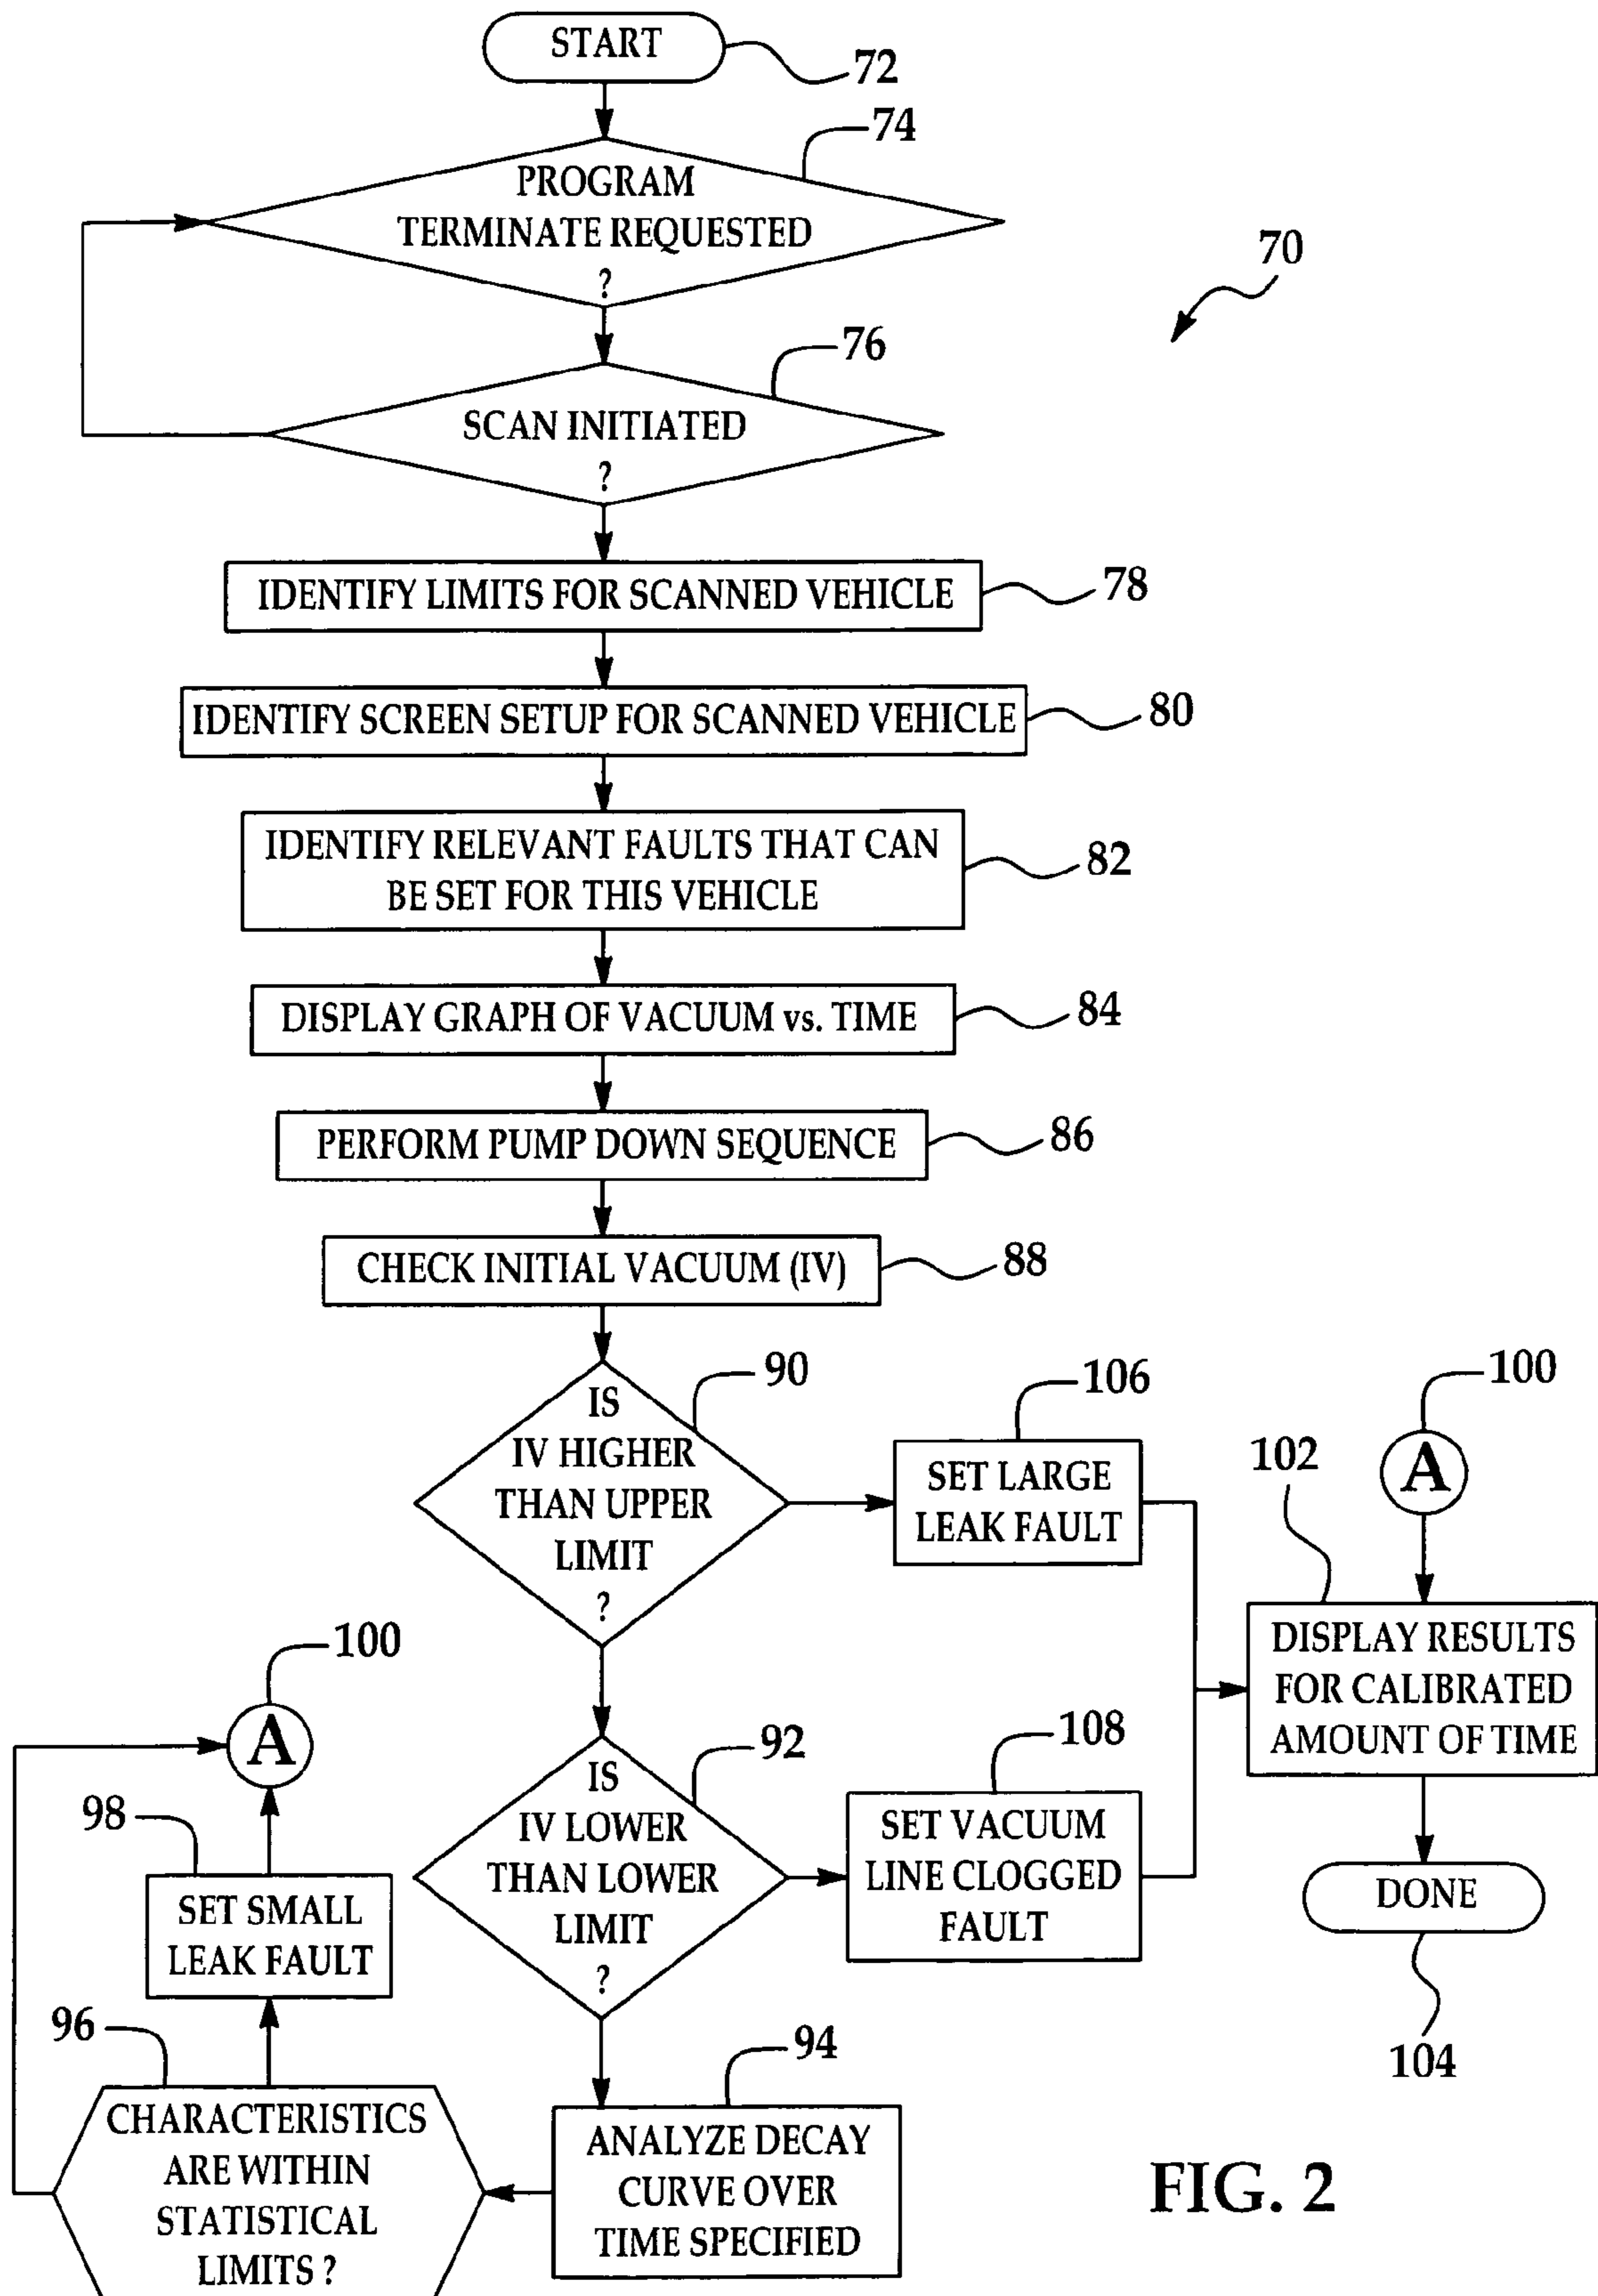 START
72
74
PROGRAM
TERMINATE REQUESTED
?
70
76
SCAN INITIATED
?
IDENTIFY LIMITS FOR SCANNED VEHICLE
78
IDENTIFY SCREEN SETUP FOR SCANNED VEHICLE
80
IDENTIFY RELEVANT FAULTS THAT CAN
BE SET FOR THIS VEHICLE
82
DISPLAY GRAPH OF VACUUM vs. TIME
84
PERFORM PUMP DOWN SEQUENCE
86
CHECK INITIAL VACUUM (IV)
88
90
IS
IV HIGHER
THAN UPPER
LIMIT
?
106
SET LARGE
LEAK FAULT
100
A
102
DISPLAY RESULTS
FOR CALIBRATED
AMOUNT OF TIME
DONE
104
92
IS
IV LOWER
THAN LOWER
LIMIT
?
108
SET VACUUM
LINE CLOGGED
FAULT
100
A
98
SET SMALL
LEAK FAULT
96
CHARACTERISTICS
ARE WITHIN
STATISTICAL
LIMITS ?
94
ANALYZE DECAY
CURVE OVER
TIME SPECIFIED
FIG. 2